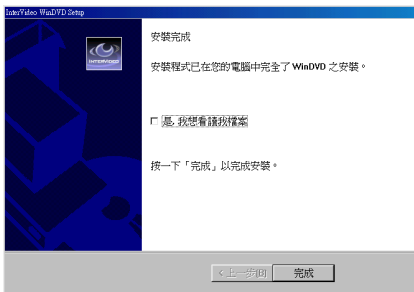 InterVideo WinDVD Setup
INTERVIDEO
安裝完成
安裝程式已在您的電腦中完全了 WinDVD 之安裝。
是, 我想看讀我檔案
按一下「完成」以完成安裝。
< 上一步(B)
完成